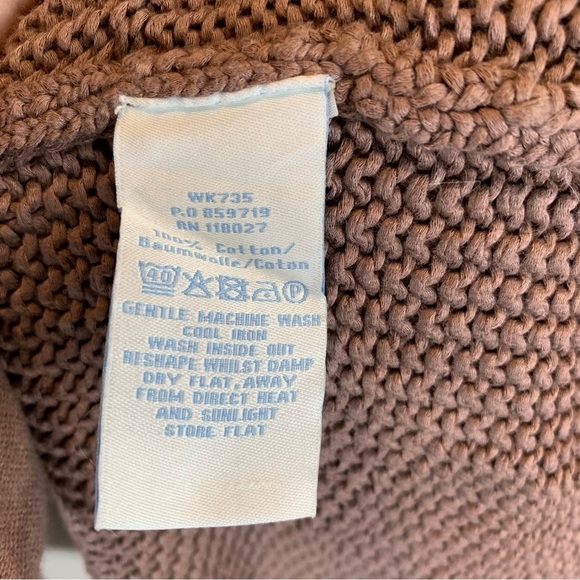 WK735
P.O 859719
RN 118027
100% Cotton/
Baumwolle/Coton
40 P
GENTLE MACHINE WASH
COOL IRON
WASH INSIDE OUT
RESHAPE WHILST DAMP
DRY FLAT,AWAY
FROM DIRECT HEAT
AND SUNLIGHT
STORE FLAT